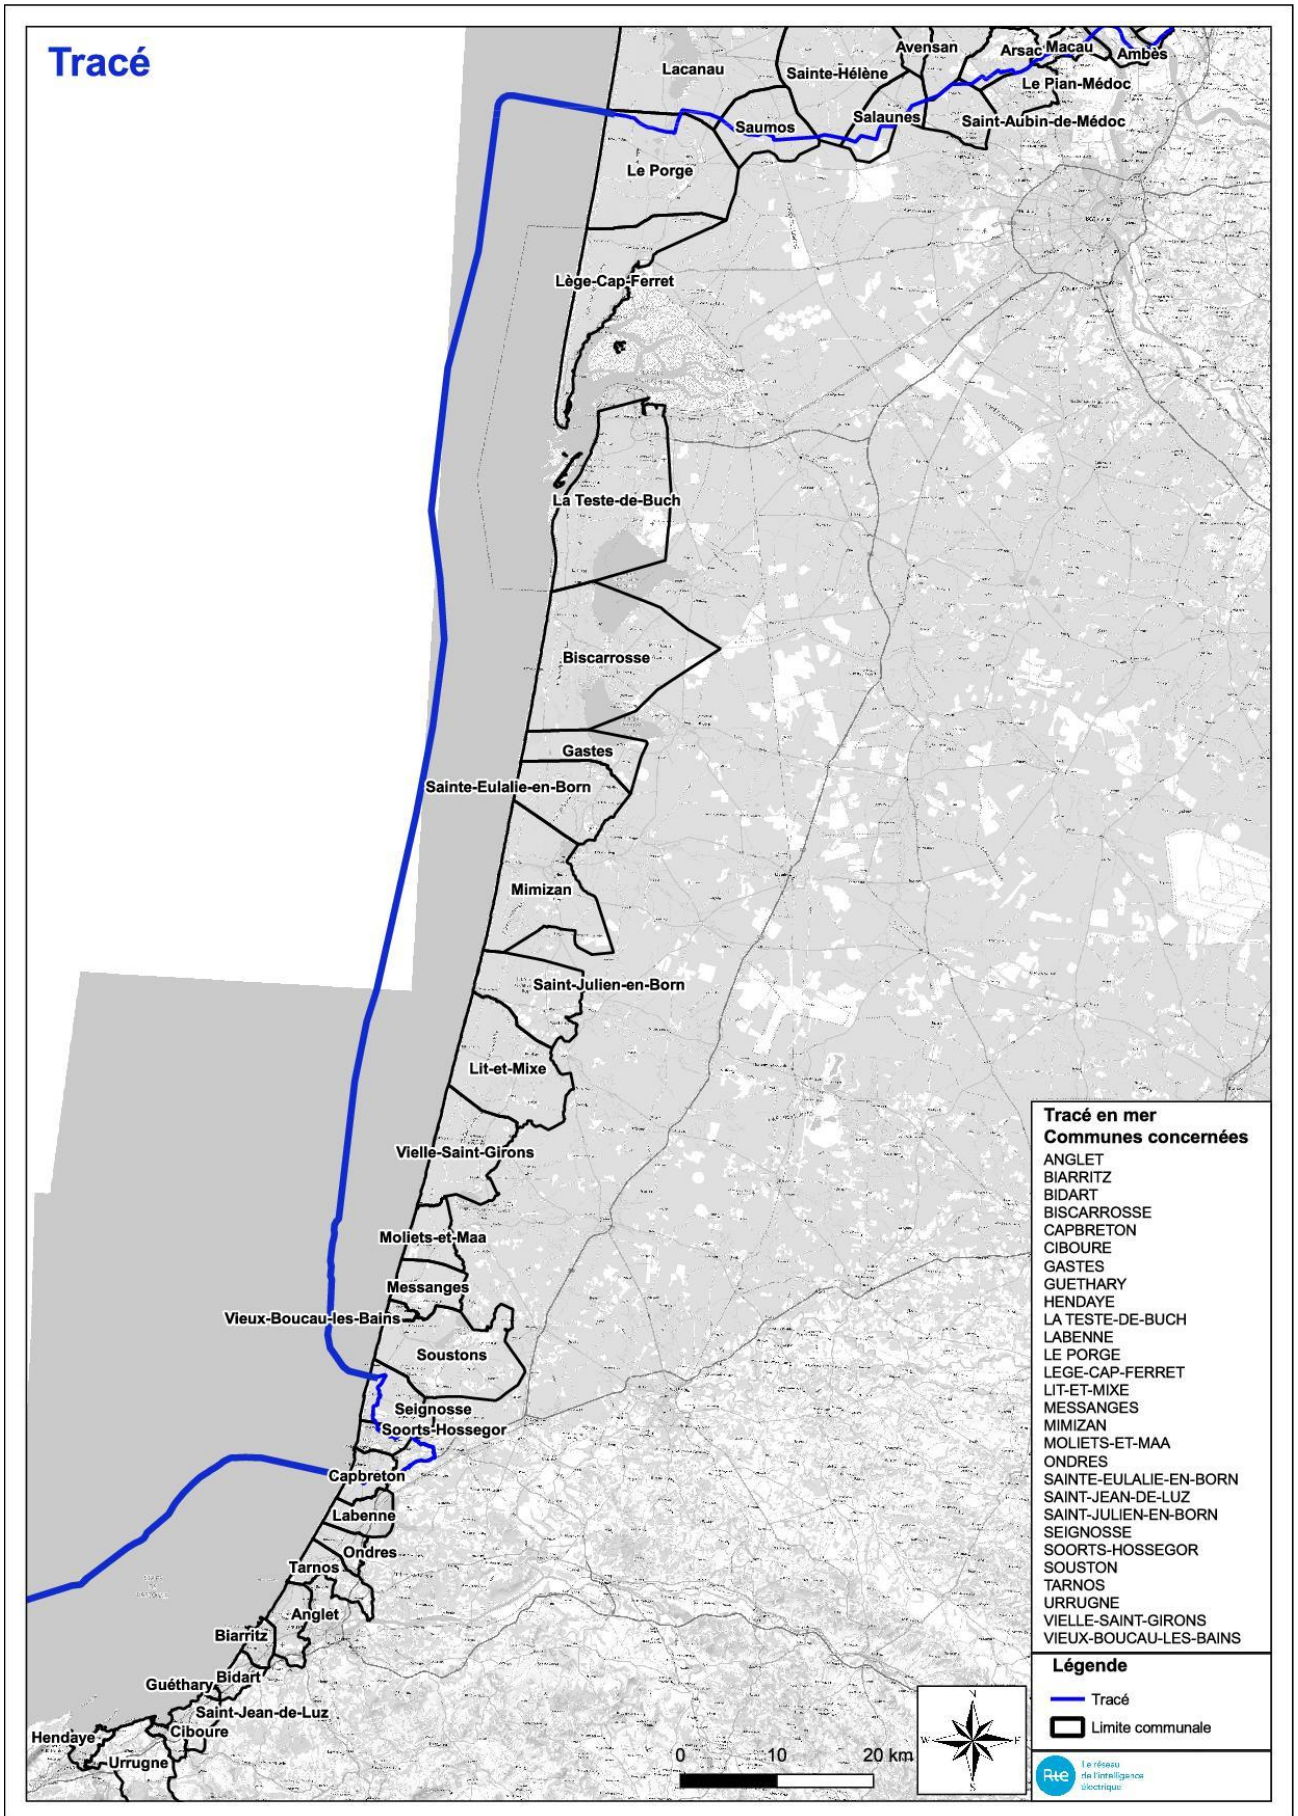 Tracé
Avensan
Arsac
Macau
Ambès
Lacanau
Sainte-Hélène
Le Pian-Médoc
Saumos
Salaunes
Saint-Aubin-de-Médoc
Le Porge
Lège-Cap-Ferret
La Teste-de-Buch
Biscarrosse
Gastes
Sainte-Eulalie-en-Born
Mimizan
Saint-Julien-en-Born
Lit-et-Mixe
Vielle-Saint-Girons
Moliets-et-Maa
Messanges
Vieux-Boucau-les-Bains
Soustons
Seignosse
Soorts-Hossegor
Capbreton
Labenne
Ondres
Tarnos
Anglet
Biarritz
Bidart
Guéthary
Saint-Jean-de-Luz
Ciboure
Hendaye
Urrugne
Tracé en mer
Communes concernées
ANGLET
BIARRITZ
BIDART
BISCARROSSE
CAPBRETON
CIBOURE
GASTES
GUETHARY
HENDAYE
LA TESTE-DE-BUCH
LABENNE
LE PORGE
LEGE-CAP-FERRET
LIT-ET-MIXE
MESSANGES
MIMIZAN
MOLIETS-ET-MAA
ONDRES
SAINTE-EULALIE-EN-BORN
SAINT-JEAN-DE-LUZ
SAINT-JULIEN-EN-BORN
SEIGNOSSE
SOORTS-HOSSEGOR
SOUSTON
TARNOS
URRUGNE
VIELLE-SAINT-GIRONS
VIEUX-BOUCAU-LES-BAINS
Légende
Tracé
Limite communale
0 10 20 km
N
W E
S
Rte
Le réseau
de l'intelligence
électrique